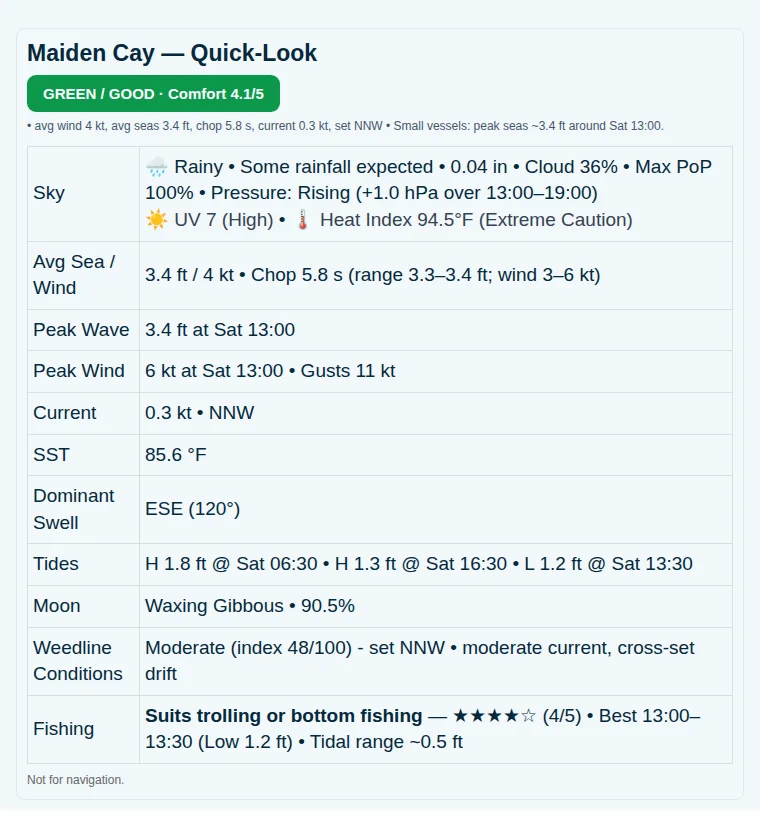 Maiden Cay — Quick-Look
GREEN / GOOD · Comfort 4.1/5
• avg wind 4 kt, avg seas 3.4 ft, chop 5.8 s, current 0.3 kt, set NNW • Small vessels: peak seas ~3.4 ft around Sat 13:00.
Sky
🌧️ Rainy • Some rainfall expected • 0.04 in • Cloud 36% • Max PoP
100% • Pressure: Rising (+1.0 hPa over 13:00–19:00)
☀️ UV 7 (High) • 🌡️ Heat Index 94.5°F (Extreme Caution)
Avg Sea /
Wind
3.4 ft / 4 kt • Chop 5.8 s (range 3.3–3.4 ft; wind 3–6 kt)
Peak Wave
3.4 ft at Sat 13:00
Peak Wind
6 kt at Sat 13:00 • Gusts 11 kt
Current
0.3 kt • NNW
SST
85.6 °F
Dominant
Swell
ESE (120°)
Tides
H 1.8 ft @ Sat 06:30 • H 1.3 ft @ Sat 16:30 • L 1.2 ft @ Sat 13:30
Moon
Waxing Gibbous • 90.5%
Weedline
Conditions
Moderate (index 48/100) - set NNW • moderate current, cross-set
drift
Fishing
Suits trolling or bottom fishing — ★★★★☆ (4/5) • Best 13:00–
13:30 (Low 1.2 ft) • Tidal range ~0.5 ft
Not for navigation.